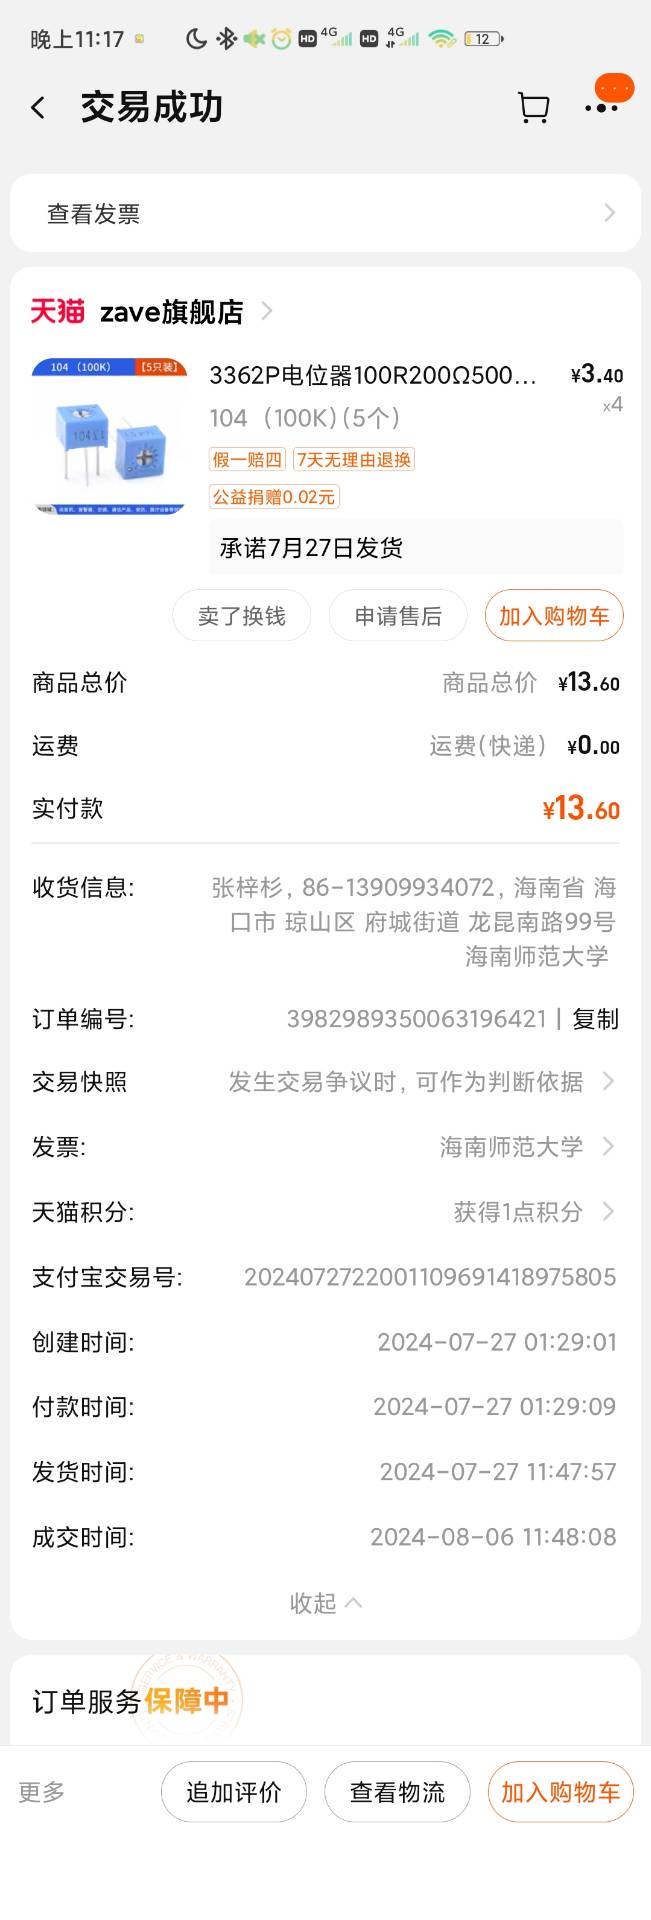 晚上11:17
HD 4G HD 4G 12
交易成功
查看发票
天猫 zave旗舰店
104 (100K) 【5只装】
3362P电位器100R200Ω500... ¥3.40
104 (100K)(5个) x4
假一赔四 7天无理由退换
公益捐赠0.02元
承诺7月27日发货
卖了换钱 申请售后 加入购物车
商品总价 商品总价 ¥13.60
运费 运费(快递) ¥0.00
实付款 ¥13.60
收货信息: 张梓杉, 86-13909934072, 海南省 海
口市 琼山区 府城街道 龙昆南路99号
海南师范大学
订单编号: 3982989350063196421 | 复制
交易快照 发生交易争议时, 可作为判断依据
发票: 海南师范大学
天猫积分: 获得1点积分
支付宝交易号: 2024072722001109691418975805
创建时间: 2024-07-27 01:29:01
付款时间: 2024-07-27 01:29:09
发货时间: 2024-07-27 11:47:57
成交时间: 2024-08-06 11:48:08
收起
订单服务保障中
更多 追加评价 查看物流 加入购物车